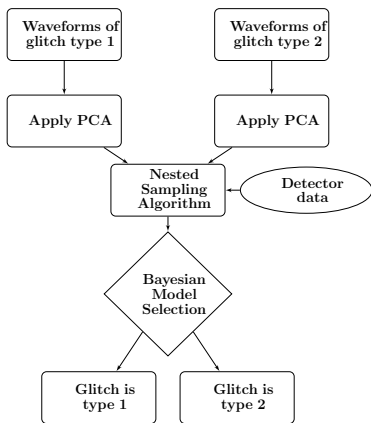 Waveforms of
glitch type 1
Waveforms of
glitch type 2
Apply PCA
Apply PCA
Nested
Sampling
Algorithm
Detector
data
Bayesian
Model
Selection
Glitch is
type 1
Glitch is
type 2